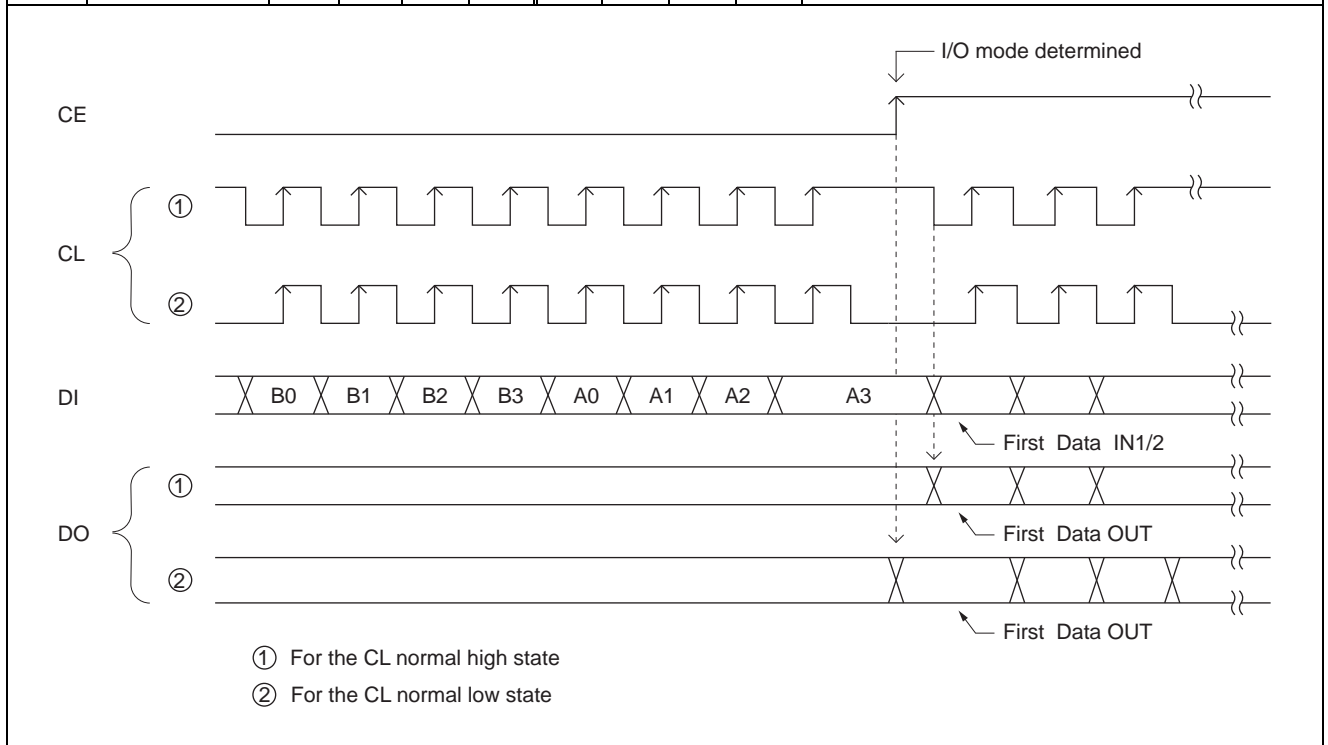 I/O mode determined
CE
CL
①
②
DI
B0 B1 B2 B3 A0 A1 A2 A3
First Data IN1/2
DO
①
First Data OUT
②
First Data OUT
① For the CL normal high state
② For the CL normal low state